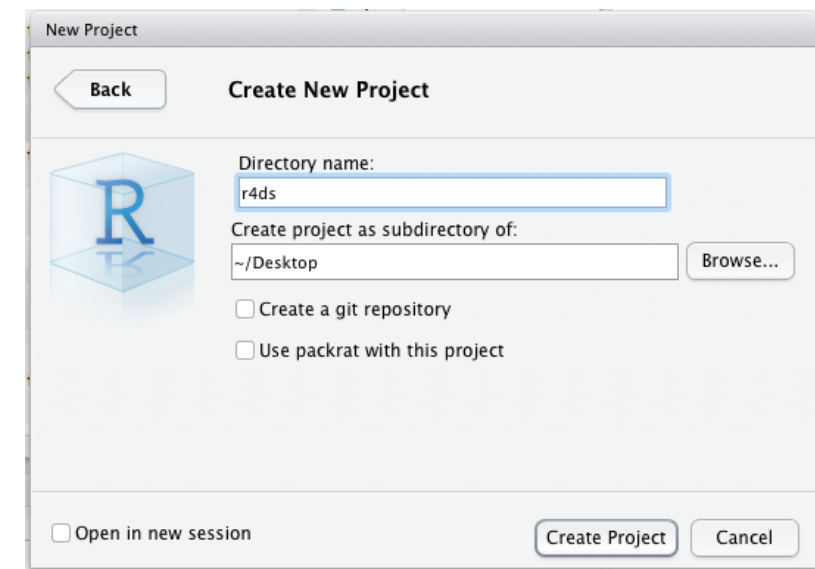 New Project
Back
Create New Project
R
Directory name:
r4ds
Create project as subdirectory of:
~/Desktop
Browse...
Create a git repository
Use packrat with this project
Open in new session
Create Project
Cancel